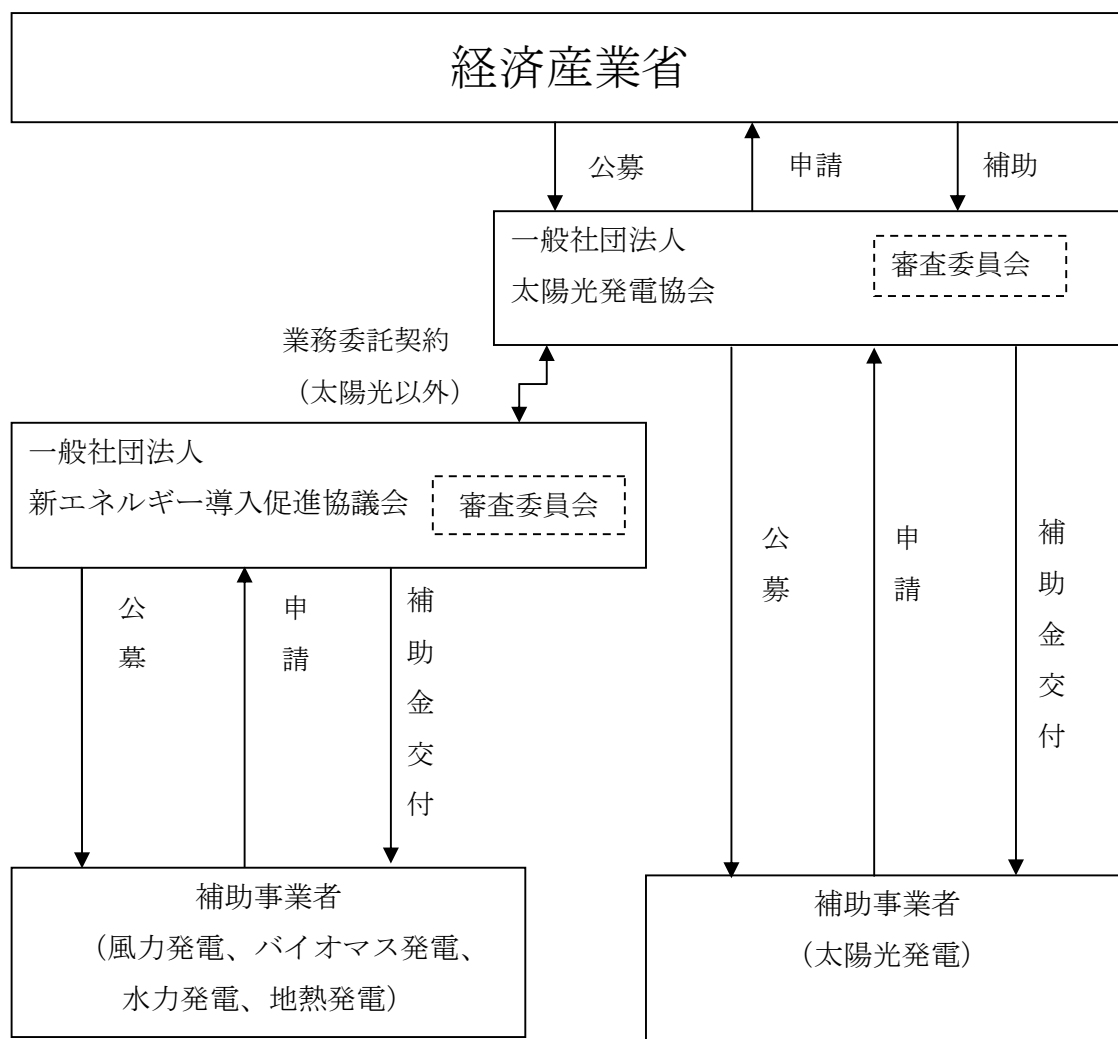 経済産業省
公募
申請
補助
一般社団法人
太陽光発電協会
審査委員会
業務委託契約
（太陽光以外）
一般社団法人
新エネルギー導入促進協議会
審査委員会
公募
申請
補助金交付
公募
申請
補助金交付
補助事業者
（風力発電、バイオマス発電、
水力発電、地熱発電）
補助事業者
（太陽光発電）